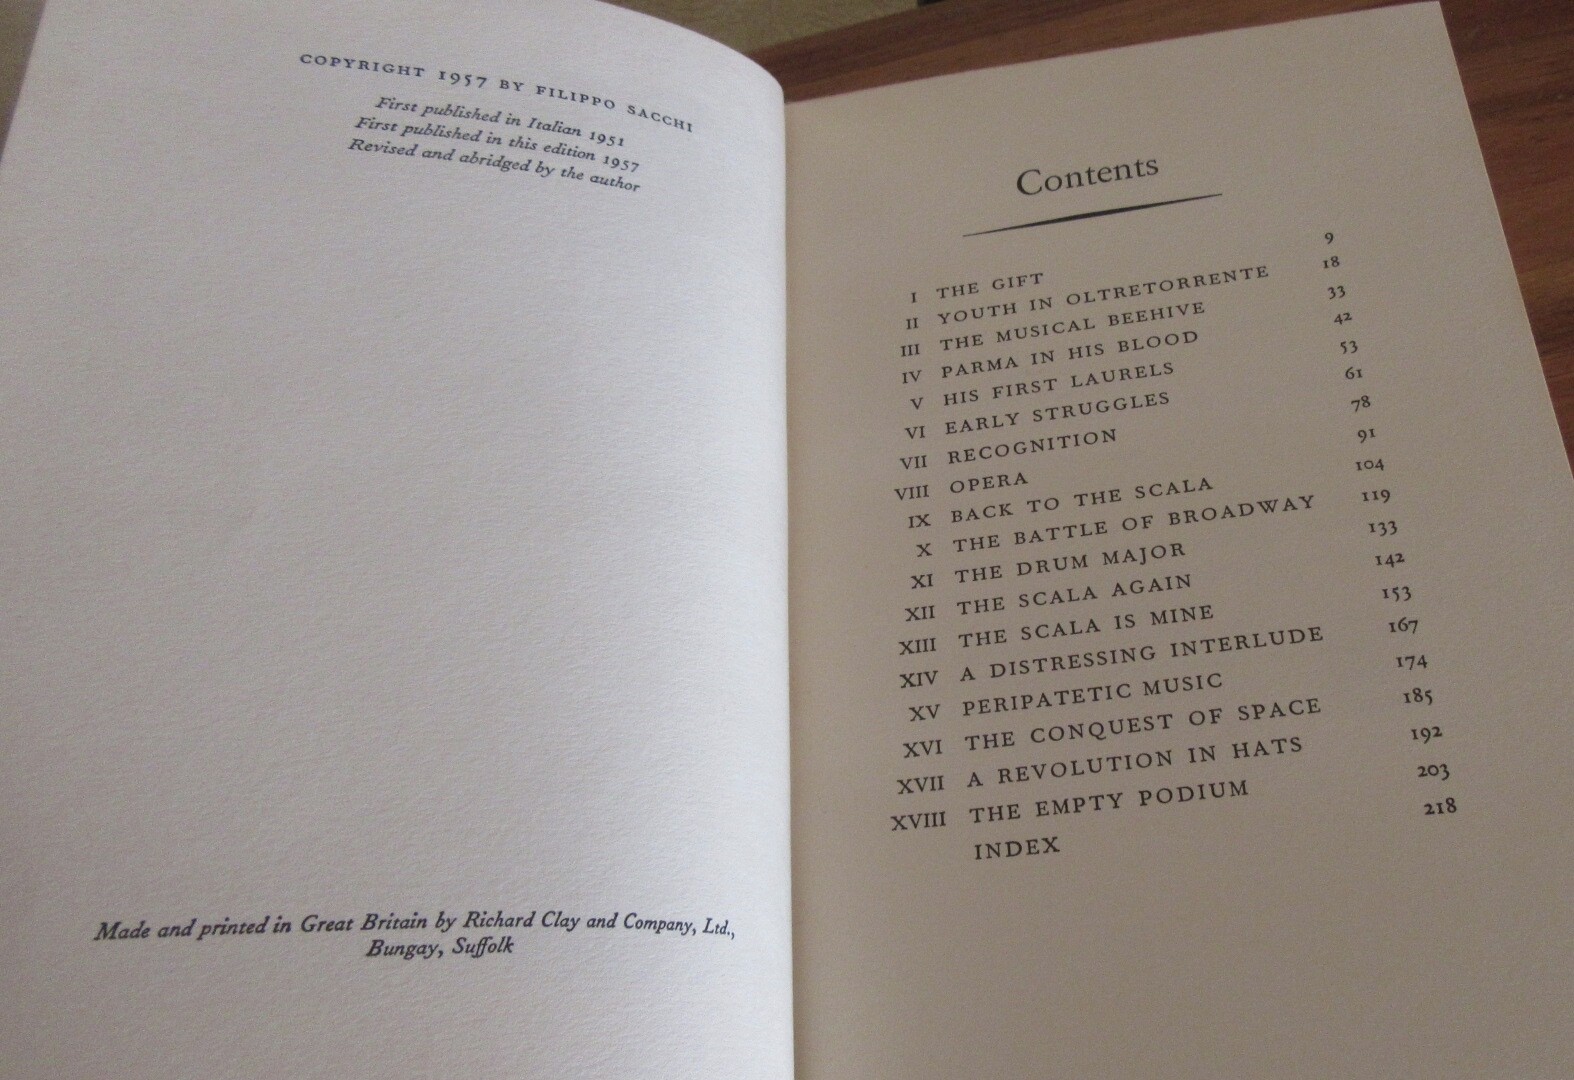 COPYRIGHT 1957 BY FILIPPO SACCHI
First published in Italian 1951
First published in this edition 1957
Revised and abridged by the author
Made and printed in Great Britain by Richard Clay and Company, Ltd.,
Bungay, Suffolk
Contents
I THE GIFT 9
II YOUTH IN OLTRETORRENTE 18
III THE MUSICAL BEEHIVE 33
IV PARMA IN HIS BLOOD 42
V HIS FIRST LAURELS 53
VI EARLY STRUGGLES 61
VII RECOGNITION 78
VIII OPERA 91
IX BACK TO THE SCALA 104
X THE BATTLE OF BROADWAY 119
XI THE DRUM MAJOR 133
XII THE SCALA AGAIN 142
XIII THE SCALA IS MINE 153
XIV A DISTRESSING INTERLUDE 167
XV PERIPATETIC MUSIC 174
XVI THE CONQUEST OF SPACE 185
XVII A REVOLUTION IN HATS 192
XVIII THE EMPTY PODIUM 203
INDEX 218